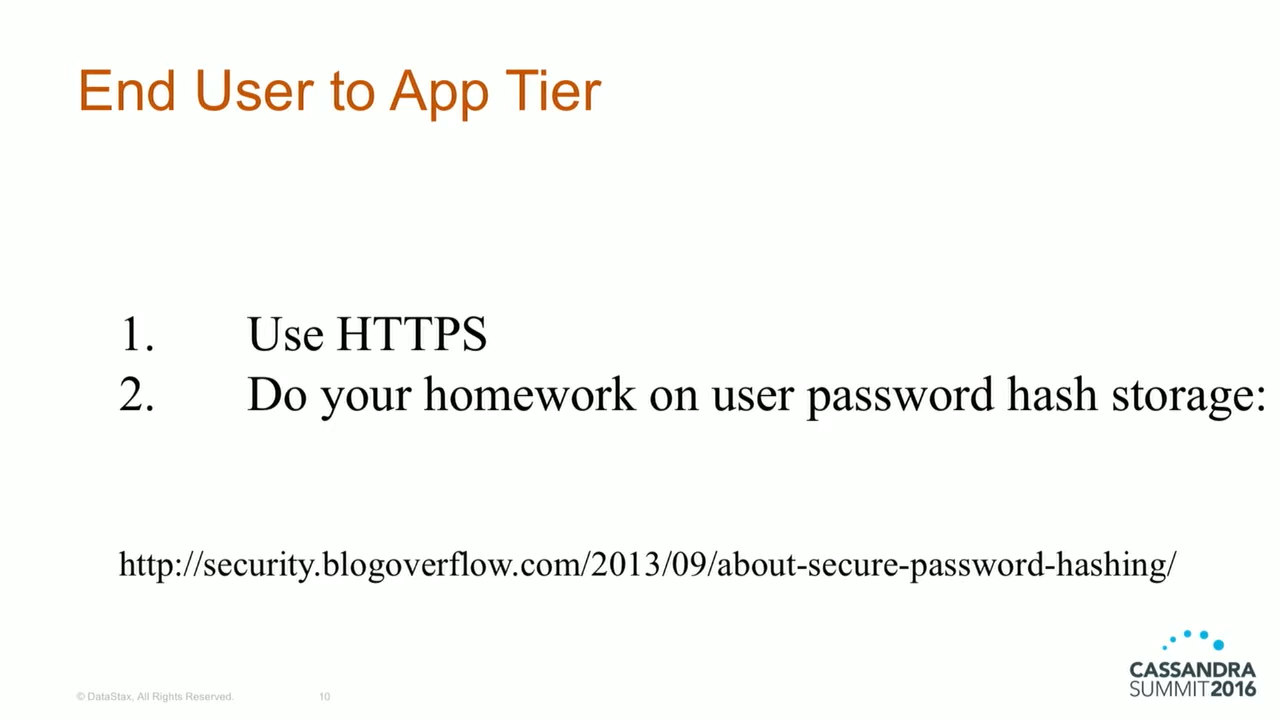 End User to App Tier
1. Use HTTPS
2. Do your homework on user password hash storage:
http://security.blogoverflow.com/2013/09/about-secure-password-hashing/
© DataStax, All Rights Reserved. 10
CASSANDRA
SUMMIT2016